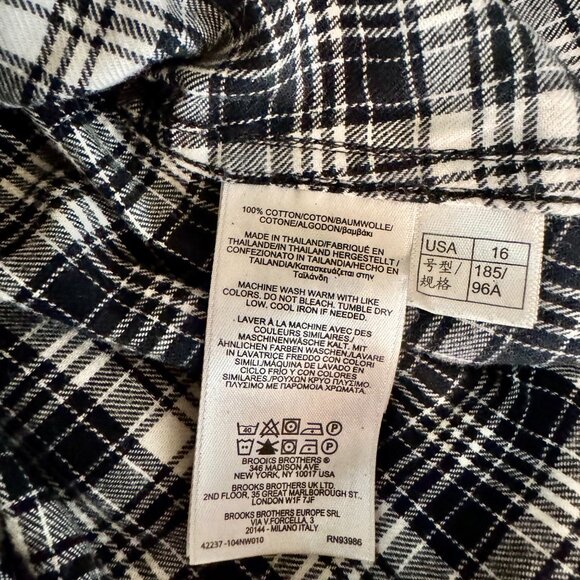 100% COTTON/COTON/BAUMWOLLE/
COTONE/ALGODON/βαμβάκι
MADE IN THAILAND/FABRIQUÉ EN
THAILANDE/IN THAILAND HERGESTELLT/
CONFEZIONATO IN TAILANDIA/HECHO EN
TAILANDIA/Κατασκευάζεται στην
Ταϊλάνδη
MACHINE WASH WARM WITH LIKE
COLORS. DO NOT BLEACH. TUMBLE DRY
LOW. COOL IRON IF NEEDED.
LAVER À LA MACHINE AVEC DES
COULEURS SIMILAIRES./
MASCHINENWÄSCHE KALT. MIT
ÄHNLICHEN FARBEN WASCHEN/LAVARE
IN LAVATRICE FREDDO CON COLORI
SIMILI./MÁQUINA DE LAVADO EN
CICLO FRÍO Y CON COLORES
SIMILARES./ΡΟΥΧΩΝ ΚΡΥΟ ΠΛΥΣΙΜΟ
ΠΛΥΣΙΜΟ ΜΕ ΠΑΡΟΜΟΙΑ ΧΡΩΜΑΤΑ.
40
BROOKS BROTHERS ®
346 MADISON AVE.
NEW YORK, NY 10017 USA
BROOKS BROTHERS UK LTD.
2ND FLOOR, 35 GREAT MARLBOROUGH ST.
LONDON W1F 7JF
BROOKS BROTHERS EUROPE SRL
VIA V.FORCELLA, 3
20144 - MILANO ITALY
42237 -104NW010 RN93986
USA 16
号型/ 185/
规格 96A